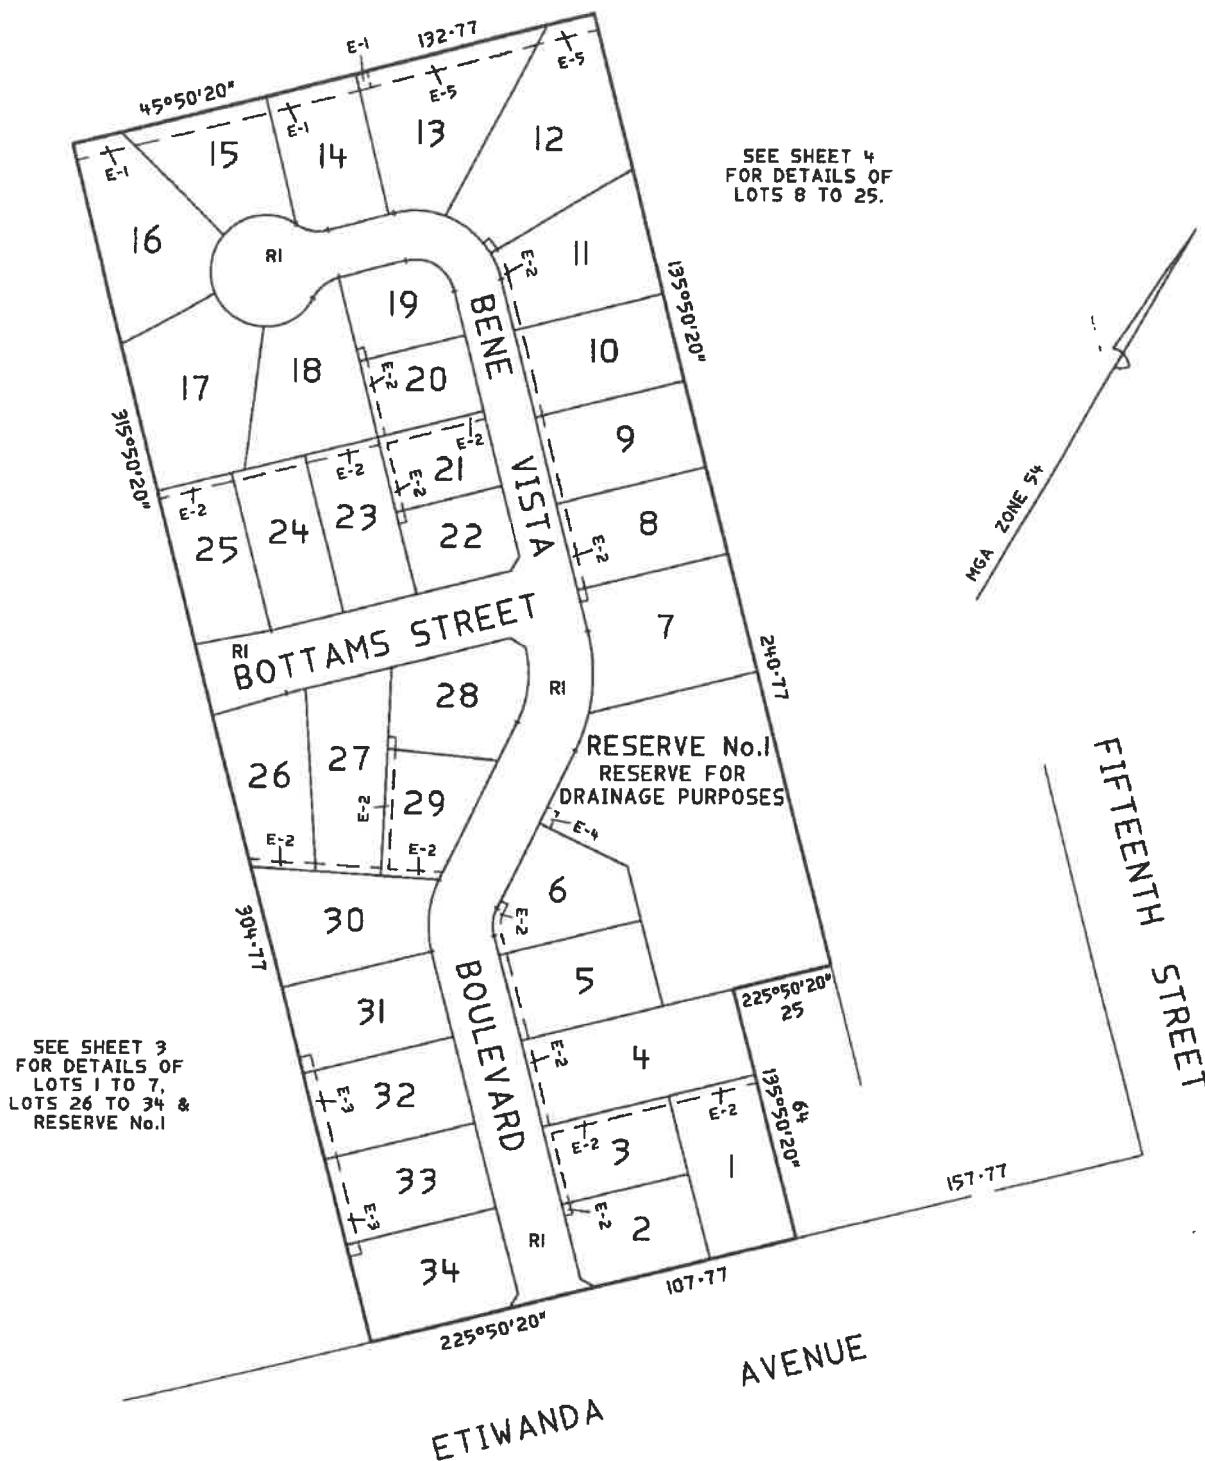 E-1
132·77
45°50'20"
E-1
E-5
E-5
E-1
15
14
13
12
16
R1
11
E-2
SEE SHEET 4
FOR DETAILS OF
LOTS 8 TO 25.
135°50'20"
19
BENE
10
17
18
E-2
20
9
315°50'20"
E-2
E-2
E-2
21
E-2
VISTA
25
24
23
22
8
E-2
MGA ZONE 54
R1
BOTTAMS STREET
7
240·77
28
R1
26
27
29
E-2
E-2
E-2
RESERVE No.1
RESERVE FOR
DRAINAGE PURPOSES
E-4
FIFTEENTH STREET
6
E-2
304·77
30
5
BOULEVARD
225°50'20"
25
31
4
E-2
SEE SHEET 3
FOR DETAILS OF
LOTS 1 TO 7,
LOTS 26 TO 34 &
RESERVE No.1
E-3
32
E-2
E-2
64
135°50'20"
3
1
33
E-3
E-2
2
157·77
R1
34
107·77
225°50'20"
ETIWANDA AVENUE